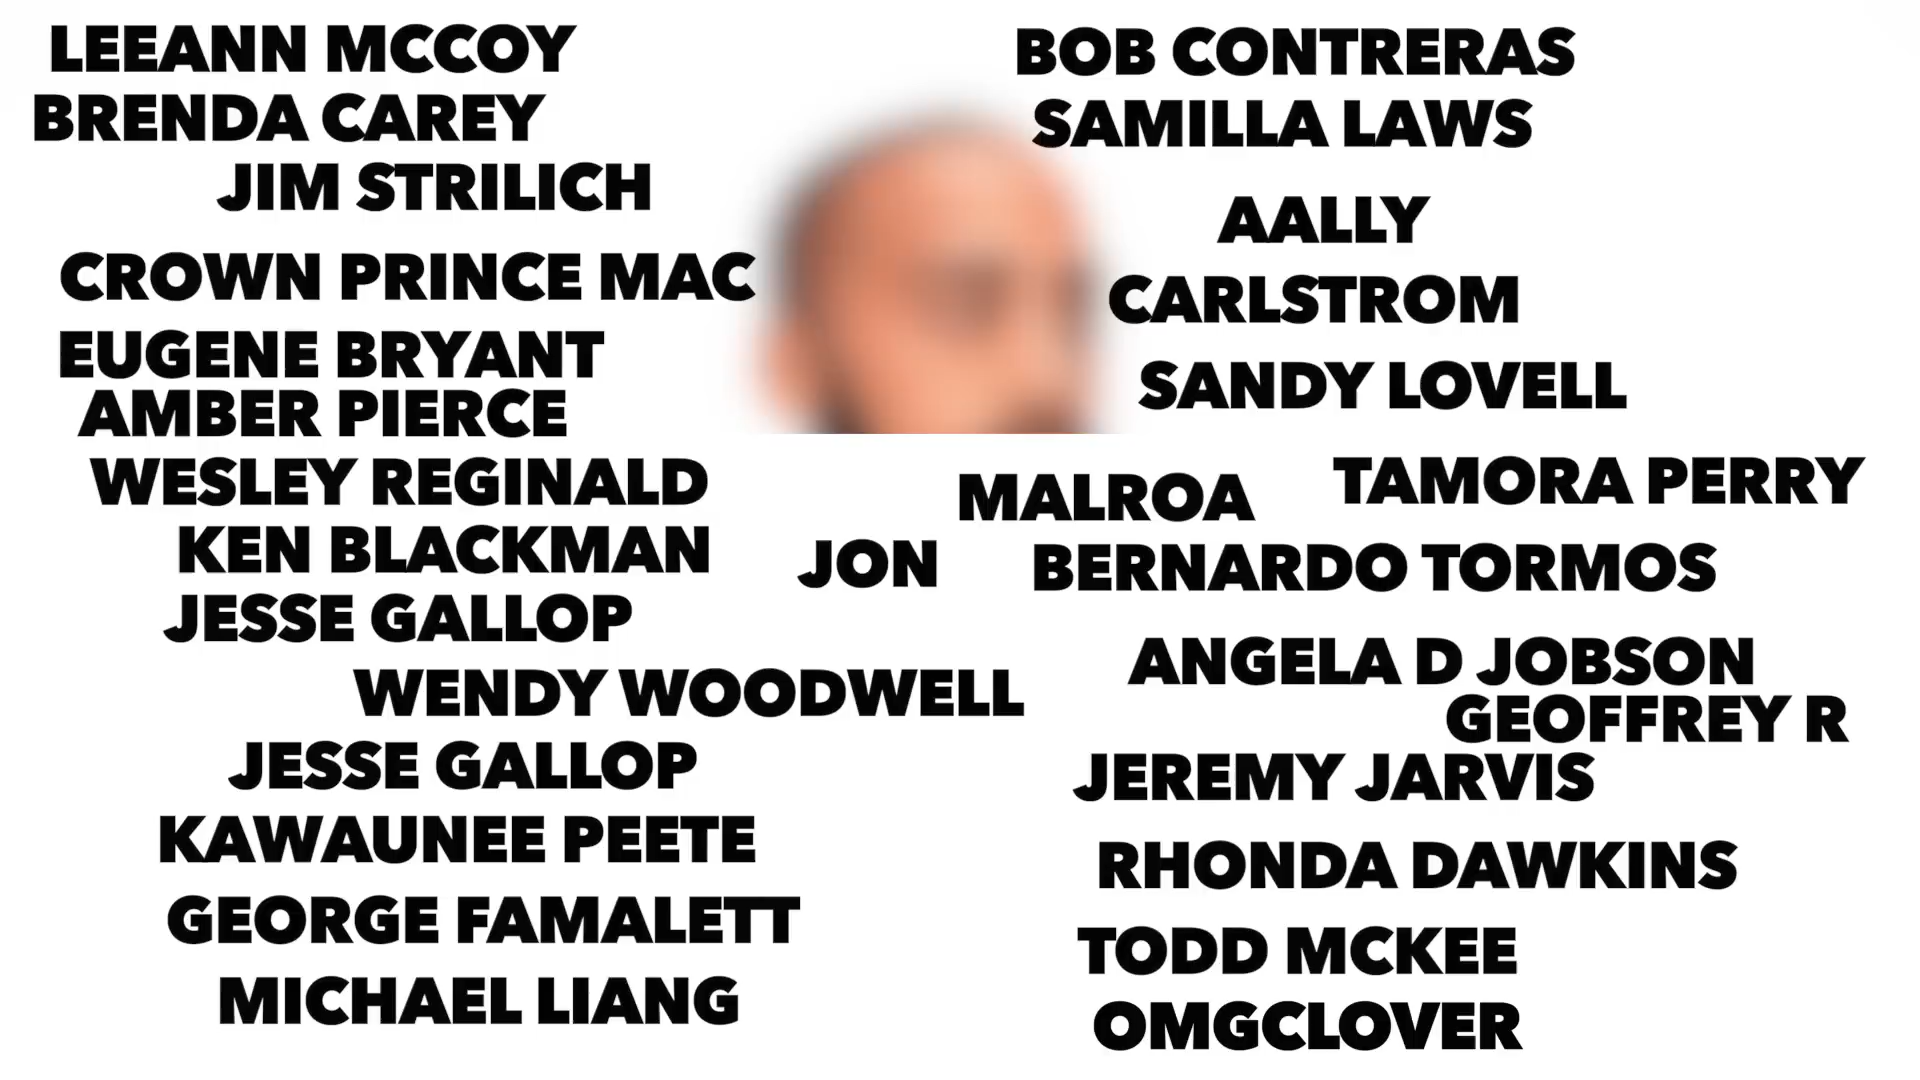 LEEANN MCCOY
BRENDA CAREY
JIM STRILICH
CROWN PRINCE MAC
EUGENE BRYANT
AMBER PIERCE
WESLEY REGINALD
KEN BLACKMAN
JESSE GALLOP
WENDY WOODWELL
JESSE GALLOP
KAWAUNEE PEETE
GEORGE FAMALETT
MICHAEL LIANG
JON
BOB CONTRERAS
SAMILLA LAWS
AALLY
CARLSTROM
SANDY LOVELL
TAMORA PERRY
MALROA
BERNARDO TORMOS
ANGELA D JOBSON
GEOFFREY R
JEREMY JARVIS
RHONDA DAWKINS
TODD MCKEE
OMGCLOVER